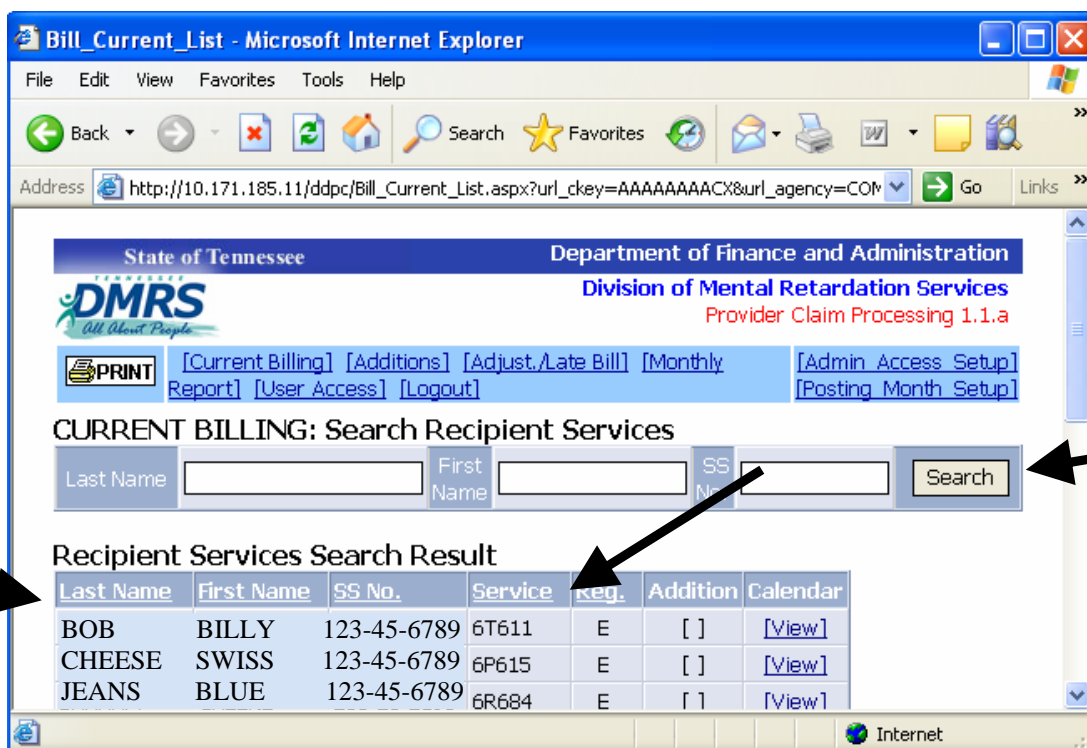 Bill_Current_List - Microsoft Internet Explorer
File Edit View Favorites Tools Help
Back Search Favorites »
Address http://10.171.185.11/ddpc/Bill_Current_List.aspx?url_ckey=AAAAAAAACX&url_agency=COM Go Links »
State of Tennessee Department of Finance and Administration
TENNESSEE
DMRS
All About People
Division of Mental Retardation Services
Provider Claim Processing 1.1.a
PRINT [Current Billing] [Additions] [Adjust./Late Bill] [Monthly Report] [User Access] [Logout] [Admin Access Setup] [Posting Month Setup]
CURRENT BILLING: Search Recipient Services
Last Name First Name SS Search
Recipient Services Search Result
Last Name First Name SS No. Service Reg. Addition Calendar
BOB BILLY 123-45-6789 6T611 E [ ] [View]
CHEESE SWISS 123-45-6789 6P615 E [ ] [View]
JEANS BLUE 123-45-6789 6R684 E [ ] [View]
Internet